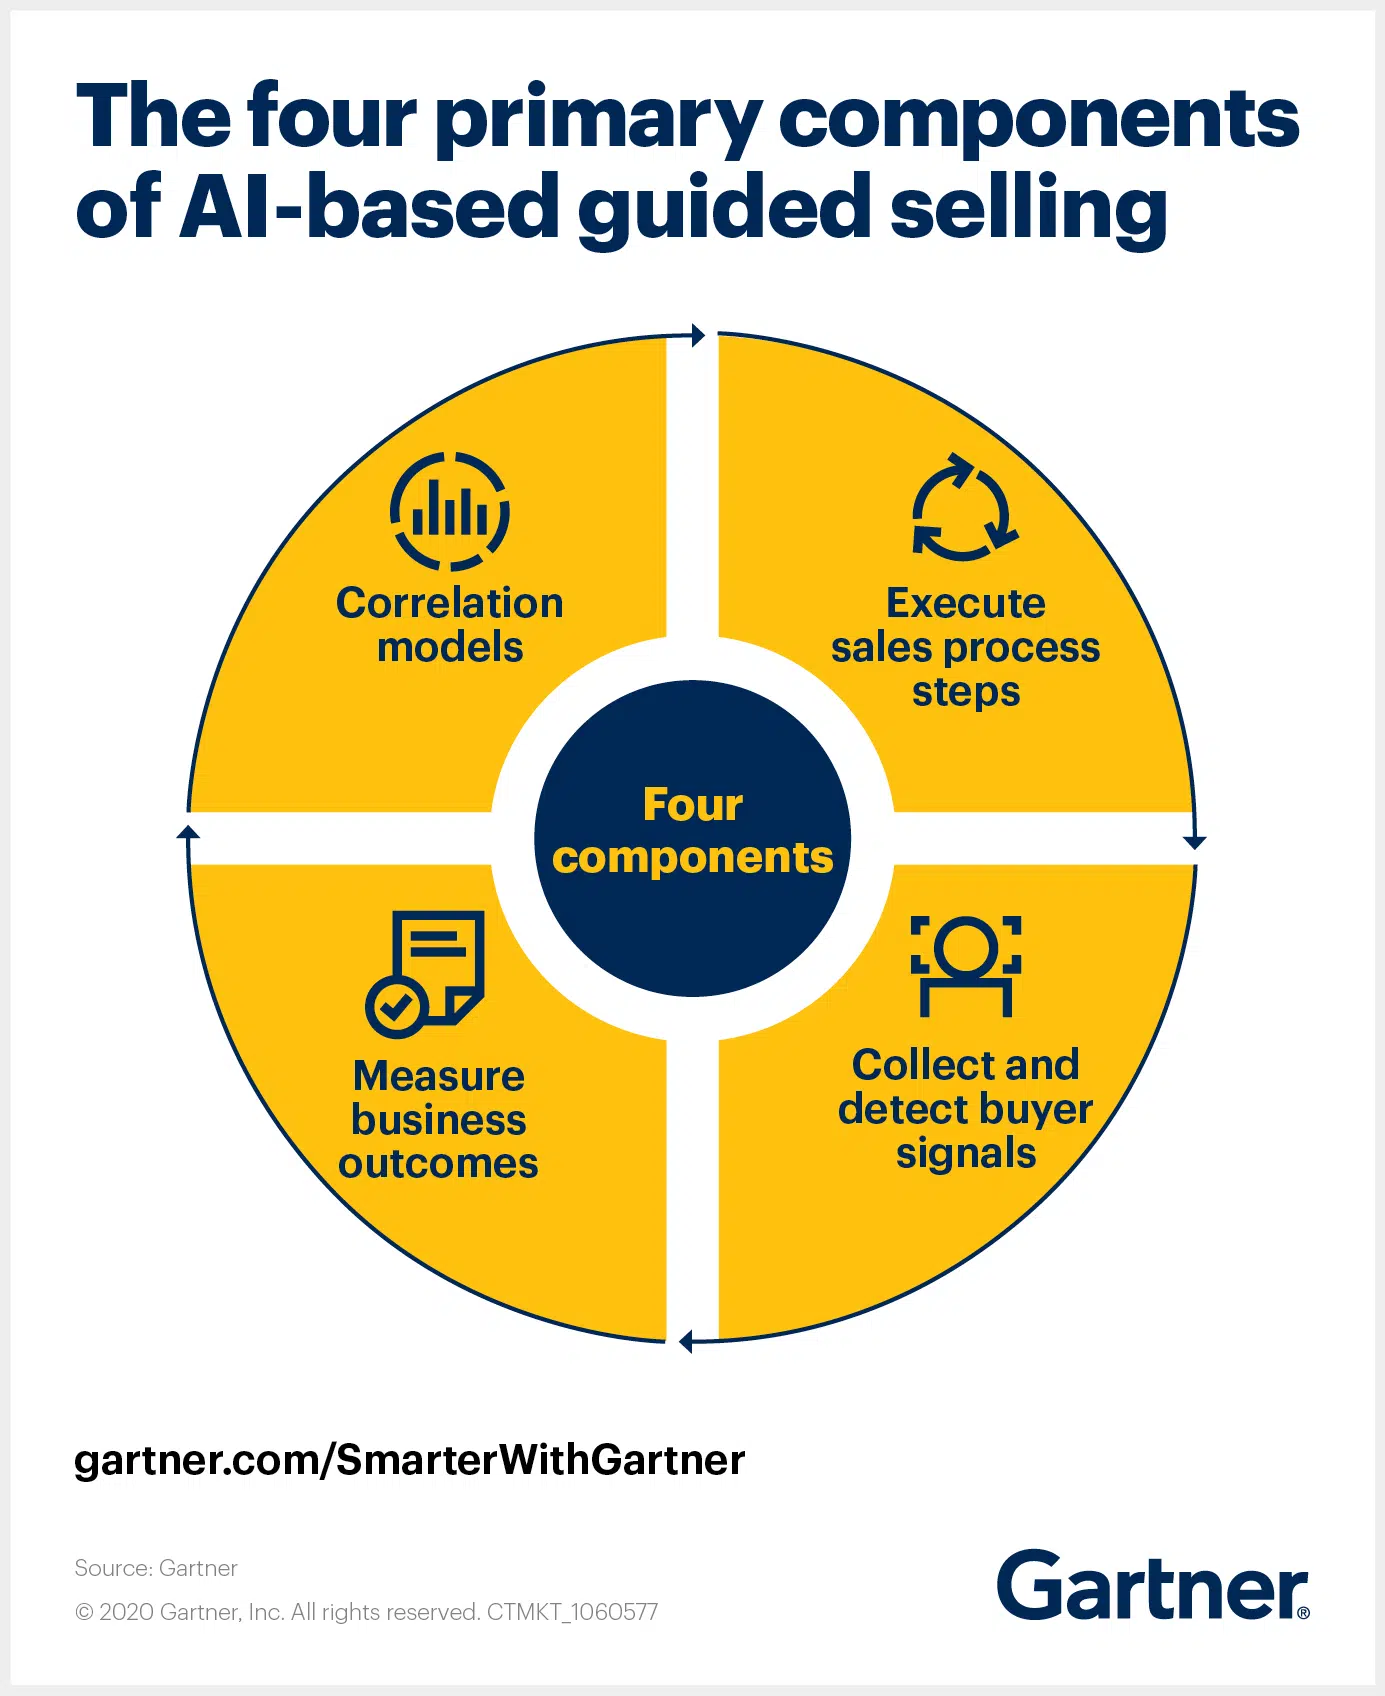 The four primary components
of AI-based guided selling
Correlation
models
Execute
sales process
steps
Four
components
Measure
business
outcomes
Collect and
detect buyer
signals
gartner.com/SmarterWithGartner
Source: Gartner
© 2020 Gartner, Inc. All rights reserved. CTMKT_1060577
Gartner®